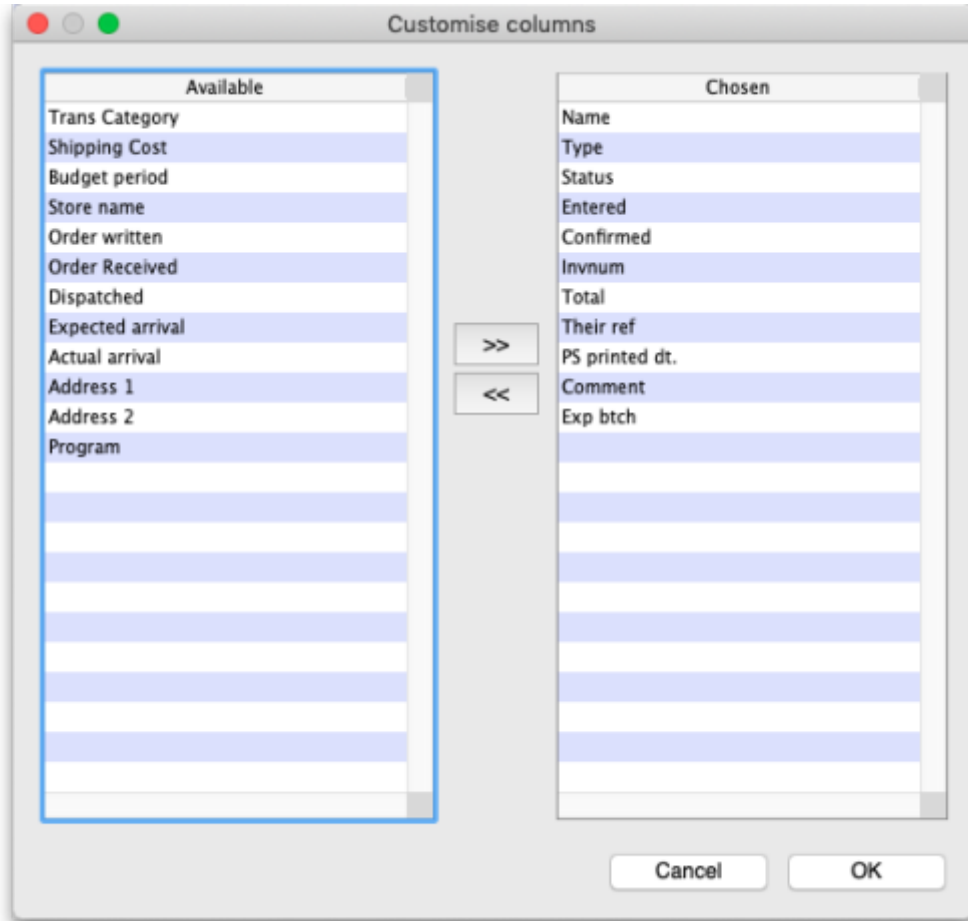 Customise columns
Available
Trans Category
Shipping Cost
Budget period
Store name
Order written
Order Received
Dispatched
Expected arrival
Actual arrival
Address 1
Address 2
Program
>>
<<
Chosen
Name
Type
Status
Entered
Confirmed
Invnum
Total
Their ref
PS printed dt.
Comment
Exp btch
Cancel
OK